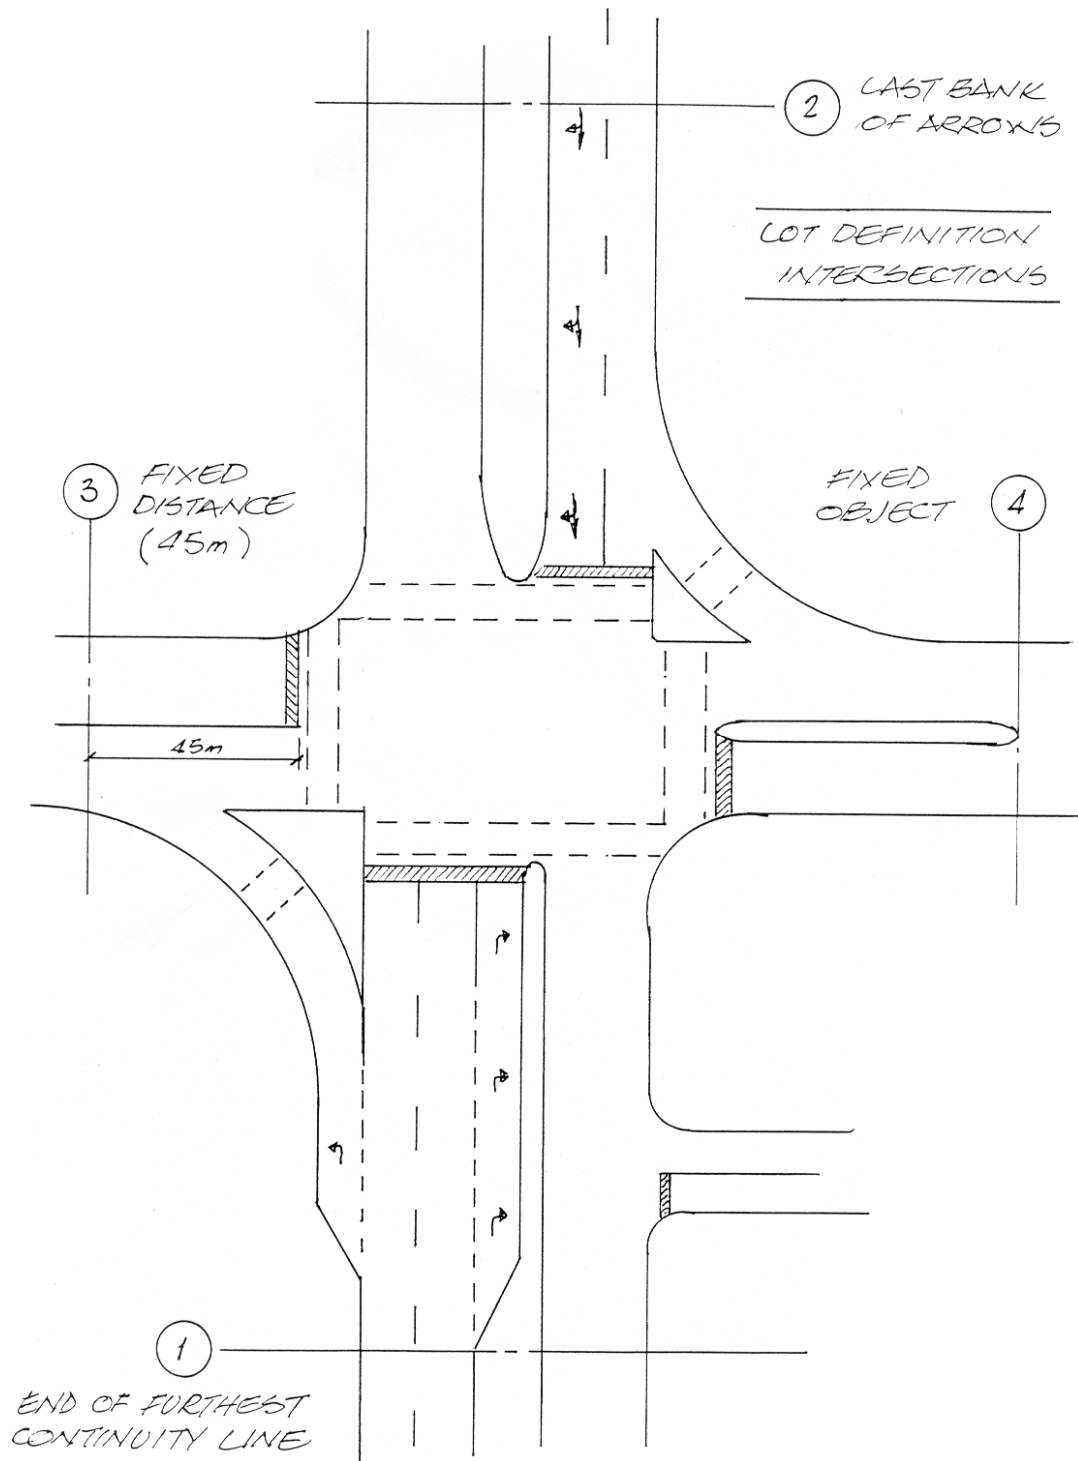 2
LAST BANK
OF ARROWS
LOT DEFINITION
INTERSECTIONS
3
FIXED
DISTANCE
(45m)
FIXED
OBJECT
4
45m
1
END OF FURTHEST
CONTINUITY LINE